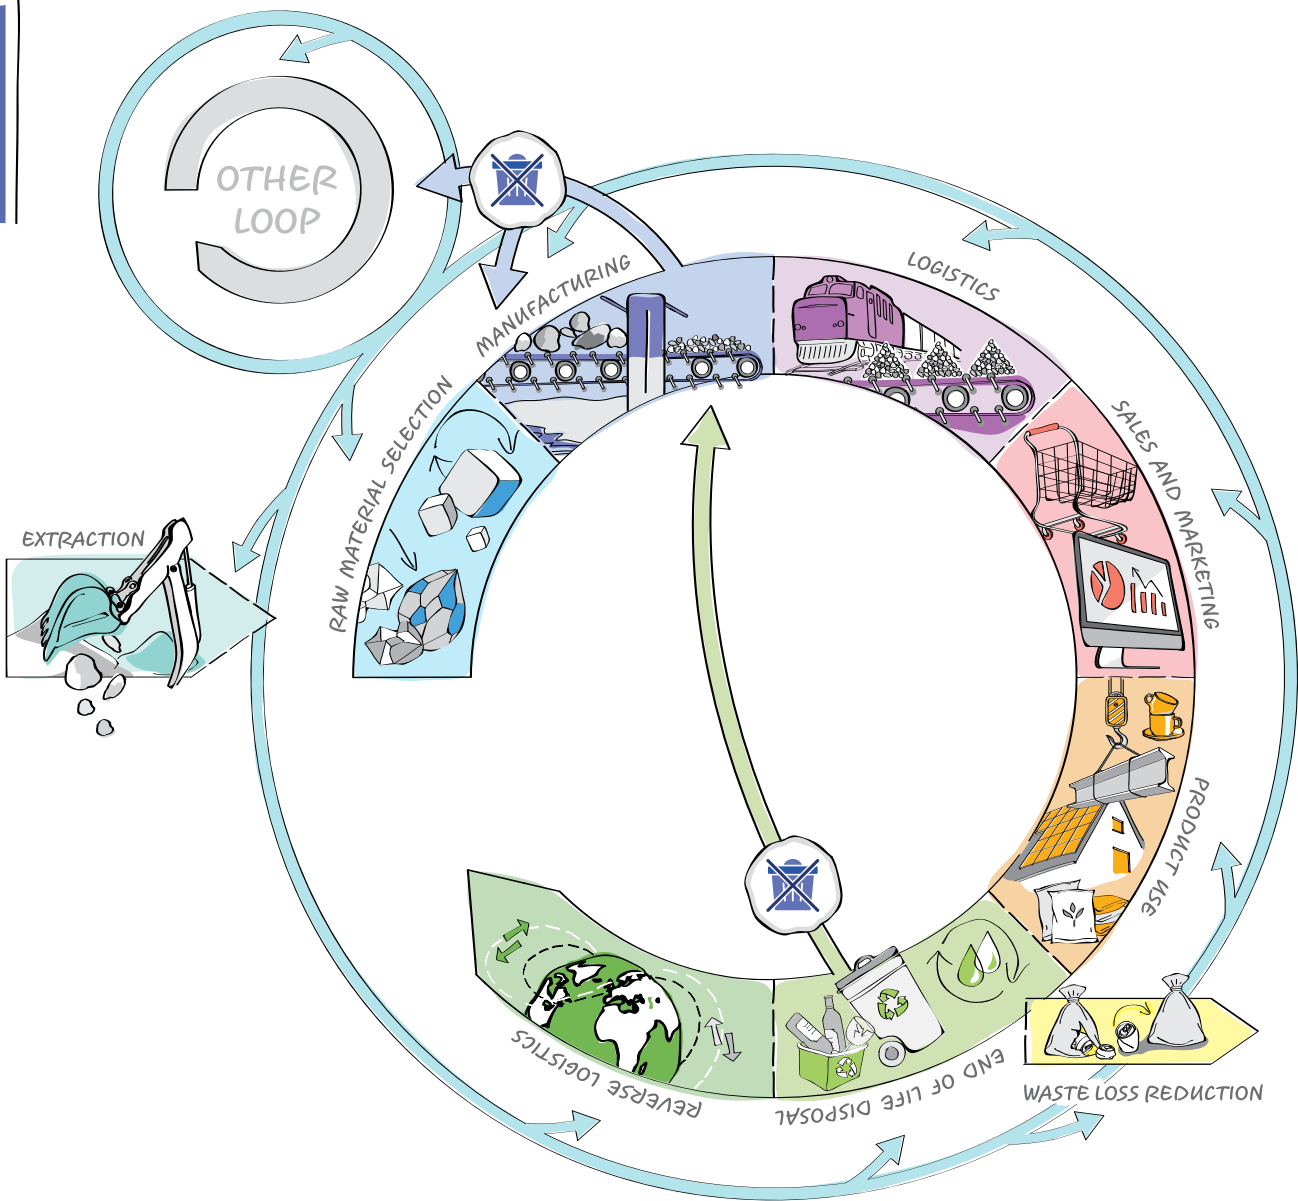 OTHER
LOOP
MANUFACTURING
LOGISTICS
RAW MATERIAL SELECTION
SALES AND MARKETING
EXTRACTION
PRODUCT USE
REVERSE LOGISTICS
END OF LIFE DISPOSAL
WASTE LOSS REDUCTION